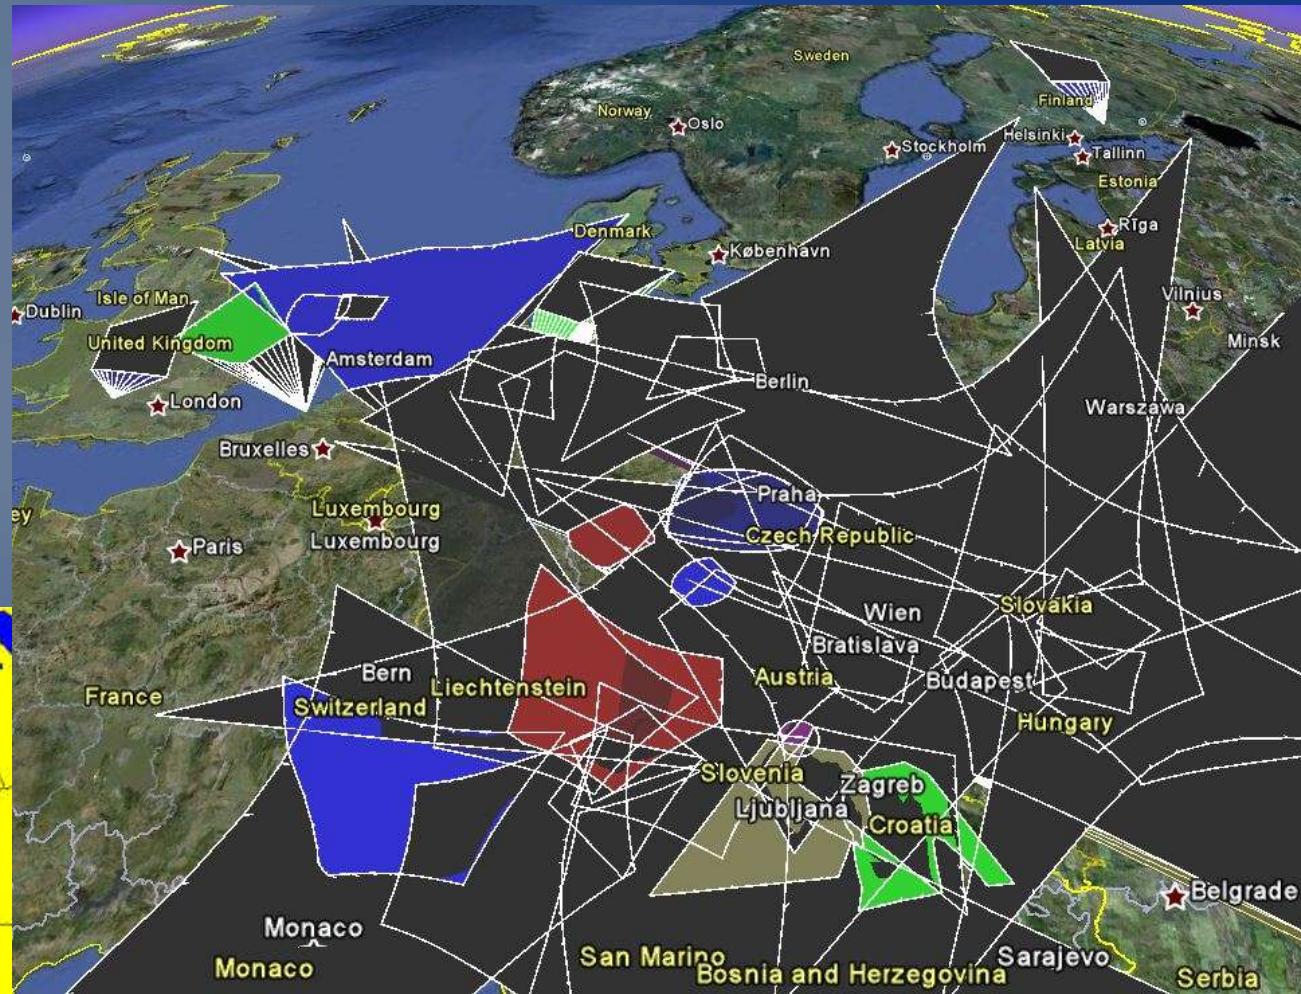 Sweden
Finland
Norway
Oslo
Stockholm
Helsinki
Tallinn
Estonia
Denmark
København
Rīga
Latvia
Isle of Man
Dublin
Vilnius
United Kingdom
Minsk
Amsterdam
Berlin
London
Warszawa
Bruxelles
Praha
ey
Luxembourg
Czech Republic
Luxembourg
Paris
Slovakia
Wien
Bratislava
Bern
Liechtenstein
Austria
Budapest
France
Switzerland
Hungary
Slovenia
Zagreb
Ljubljana
Croatia
Belgrade
Monaco
San Marino
Sarajevo
Monaco
Bosnia and Herzegovina
Serbia